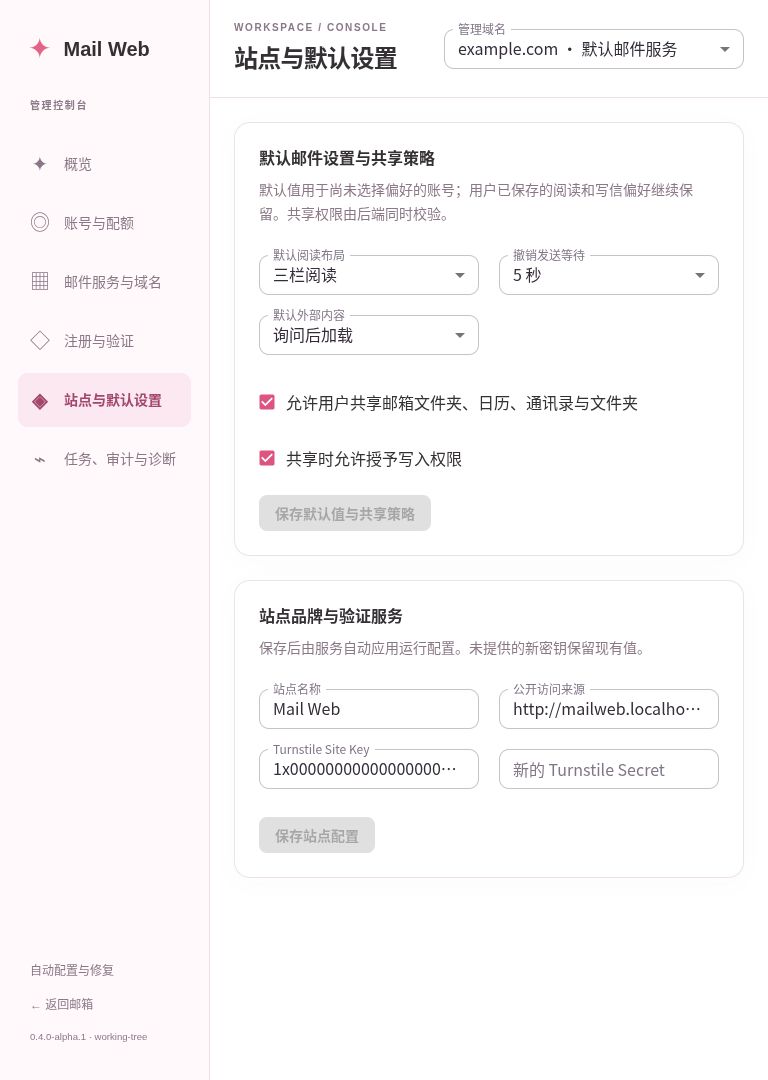 Mail Web
管理控制台
概览
账号与配额
邮件服务与域名
注册与验证
站点与默认设置
任务、审计与诊断
自动配置与修复
← 返回邮箱
0.4.0-alpha.1 · working-tree
WORKSPACE / CONSOLE
站点与默认设置
管理域名
example.com · 默认邮件服务
默认邮件设置与共享策略
默认值用于尚未选择偏好的账号；用户已保存的阅读和写信偏好继续保
留。共享权限由后端同时校验。
默认阅读布局
三栏阅读
撤销发送等待
5 秒
默认外部内容
询问后加载
允许用户共享邮箱文件夹、日历、通讯录与文件夹
共享时允许授予写入权限
保存默认值与共享策略
站点品牌与验证服务
保存后由服务自动应用运行配置。未提供的新密钥保留现有值。
站点名称
Mail Web
公开访问来源
http://mailweb.localho…
Turnstile Site Key
1x00000000000000000…
新的 Turnstile Secret
保存站点配置